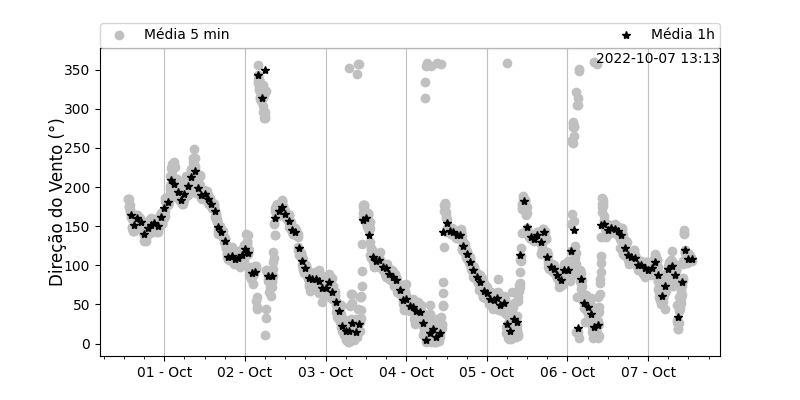 Média 5 min
Média 1h
2022-10-07 13:13
Direção do Vento (°)
350
300
250
200
150
100
50
0
01 - Oct
02 - Oct
03 - Oct
04 - Oct
05 - Oct
06 - Oct
07 - Oct